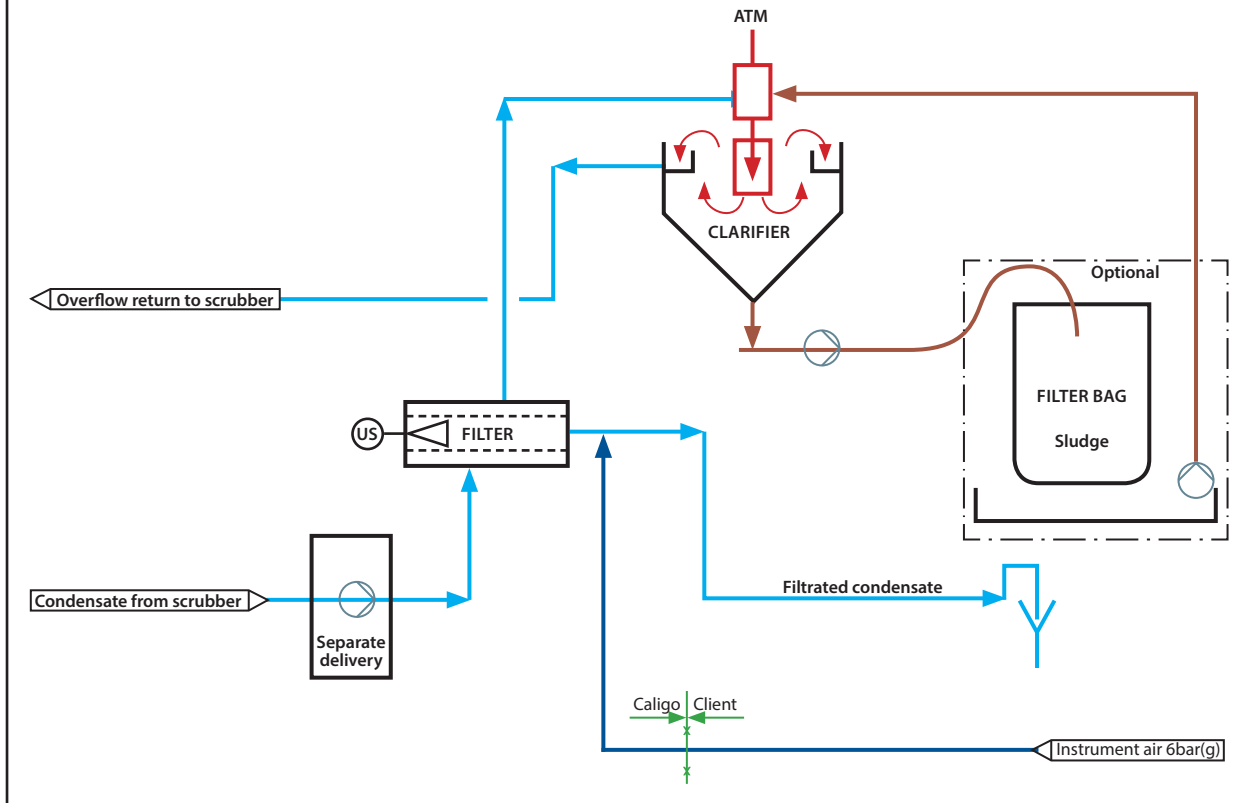 ATM
CLARIFIER
Optional
Overflow return to scrubber
FILTER BAG
Sludge
US
FILTER
Condensate from scrubber
Filtrated condensate
Separate
delivery
Caligo
Client
Instrument air 6bar(g)